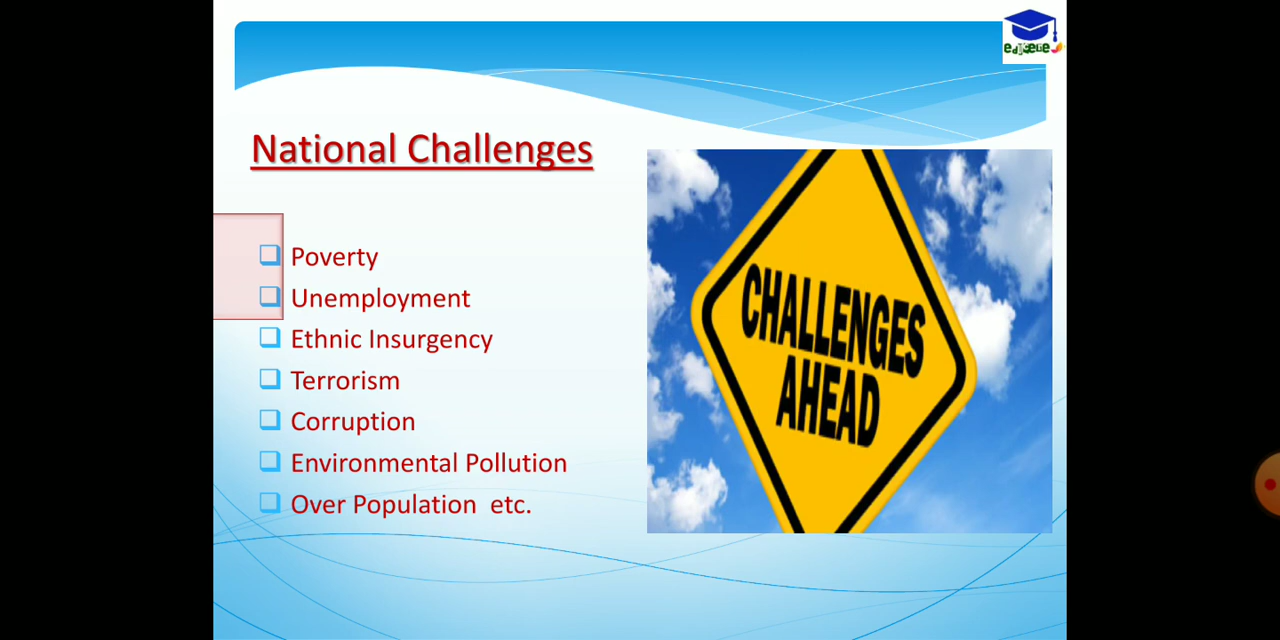 National Challenges
Poverty
Unemployment
Ethnic Insurgency
Terrorism
Corruption
Environmental Pollution
Over Population etc.
CHALLENGES
AHEAD